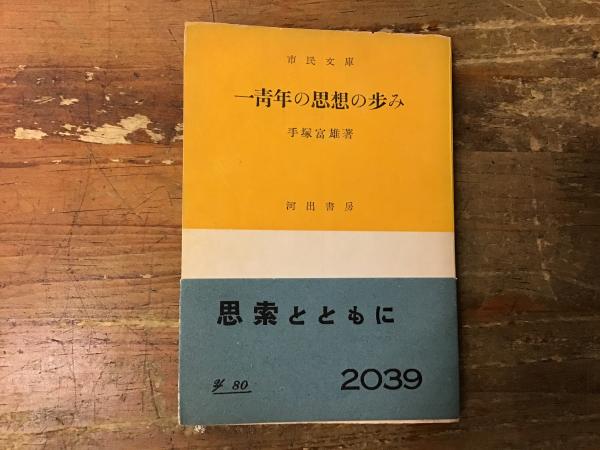 市民文庫
一靑年の思想の歩み
手塚富雄著
河出書房
思索とともに
¥ 80
2039